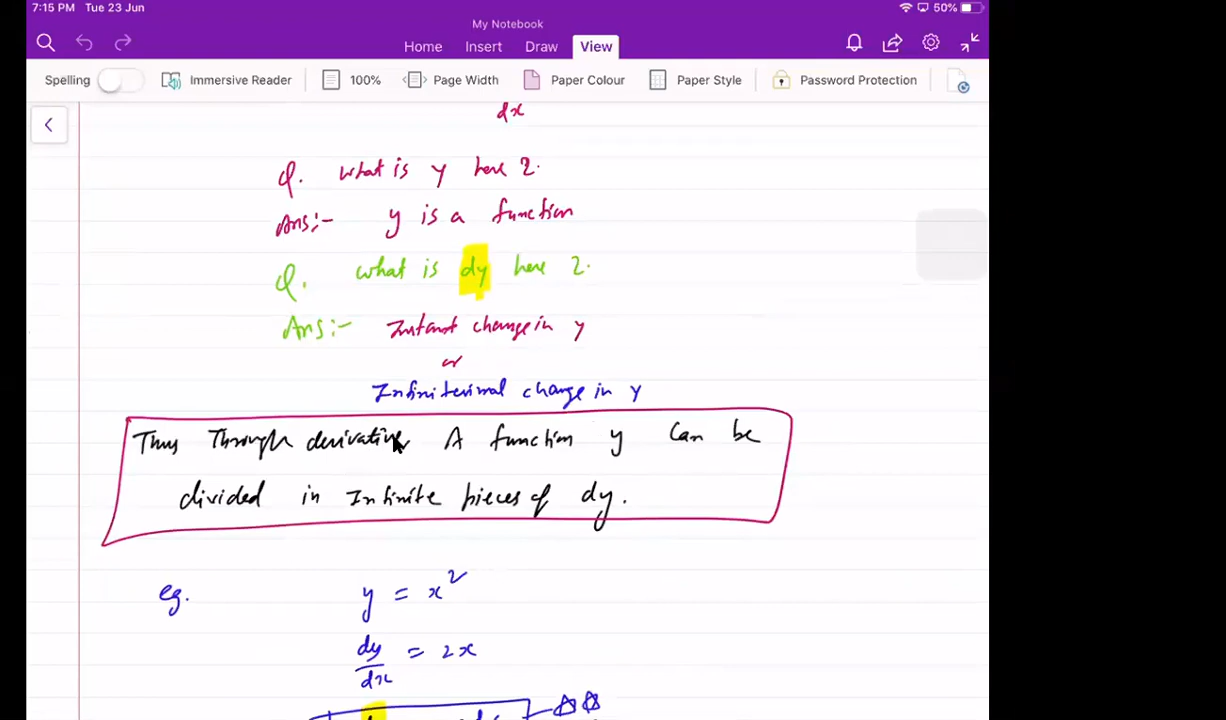 7:15 PM Tue 23 Jun
50%
My Notebook
Home Insert Draw View
Spelling Immersive Reader 100% Page Width Paper Colour Paper Style Password Protection
dx
Q. what is y here ?.
Ans:- y is a function
Q. what is dy here ?.
Ans:- Instant change in y
or
Infinitesimal change in y
Thus Through derivative A function y can be
divided in Infinite pieces of dy.
eg. y = x²
dy/dx = 2x